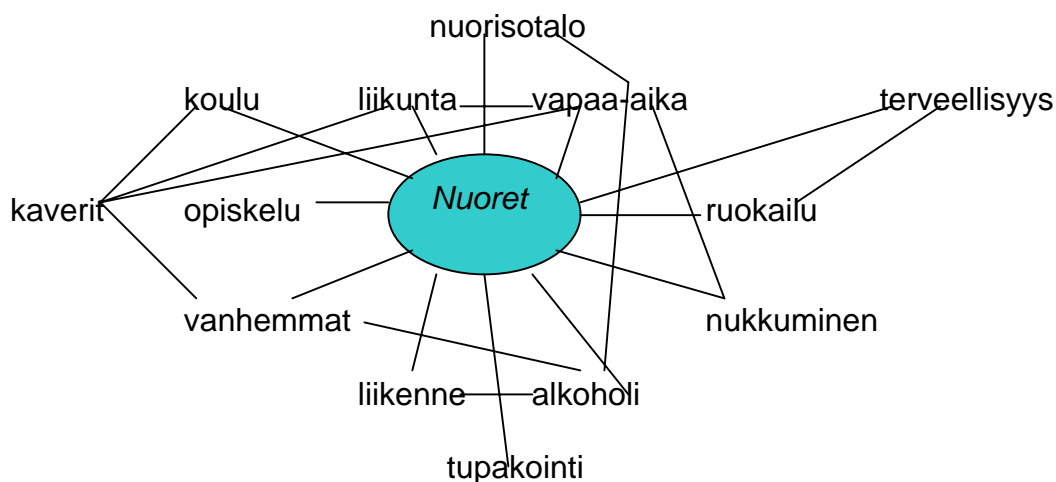 nuorisotalo
koulu liikunta vapaa-aika terveellisyys
Nuoret
kaverit opiskelu ruokailu
vanhemmat nukkuminen
liikenne alkoholi
tupakointi